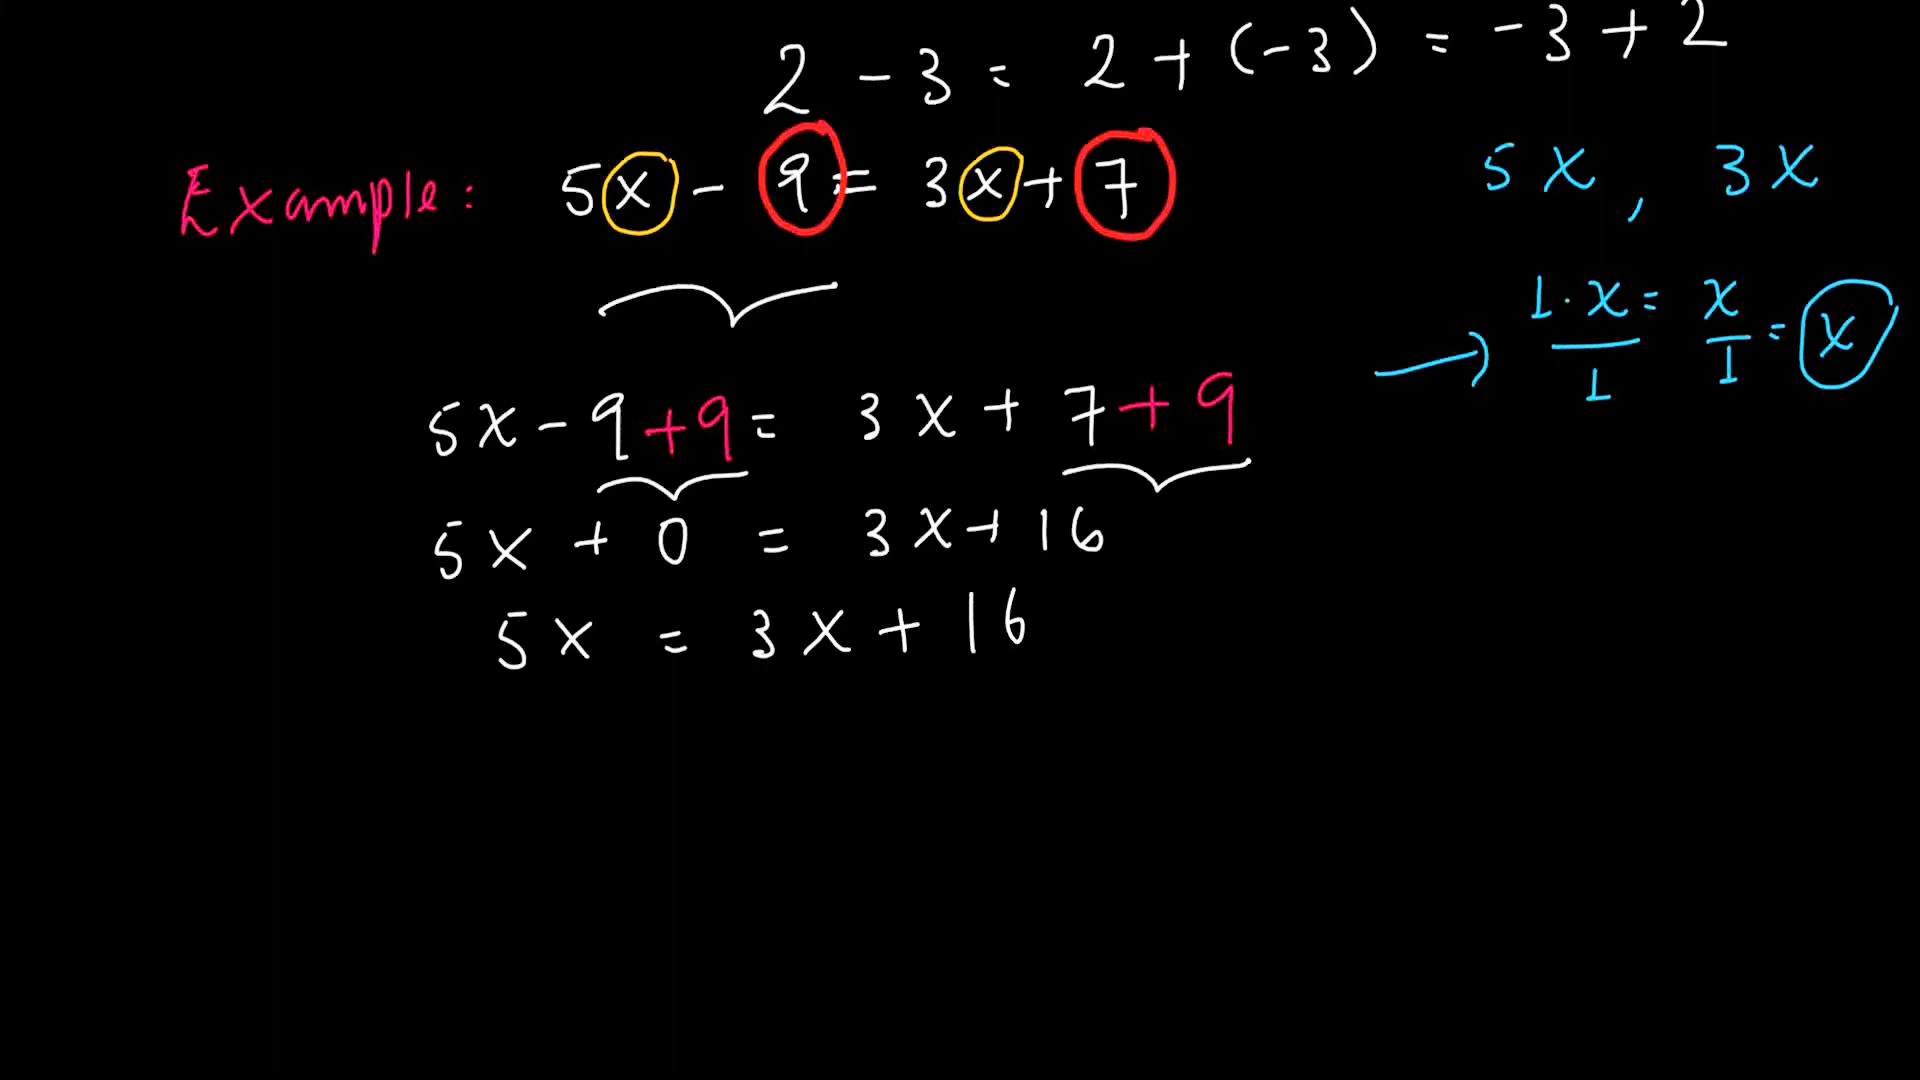 2 - 3 = 2 + (-3) = -3 + 2
Example: 5x - 9 = 3x + 7
5x , 3x
1·x/1 = x/1 = x
5x - 9 + 9 = 3x + 7 + 9
5x + 0 = 3x + 16
5x = 3x + 16